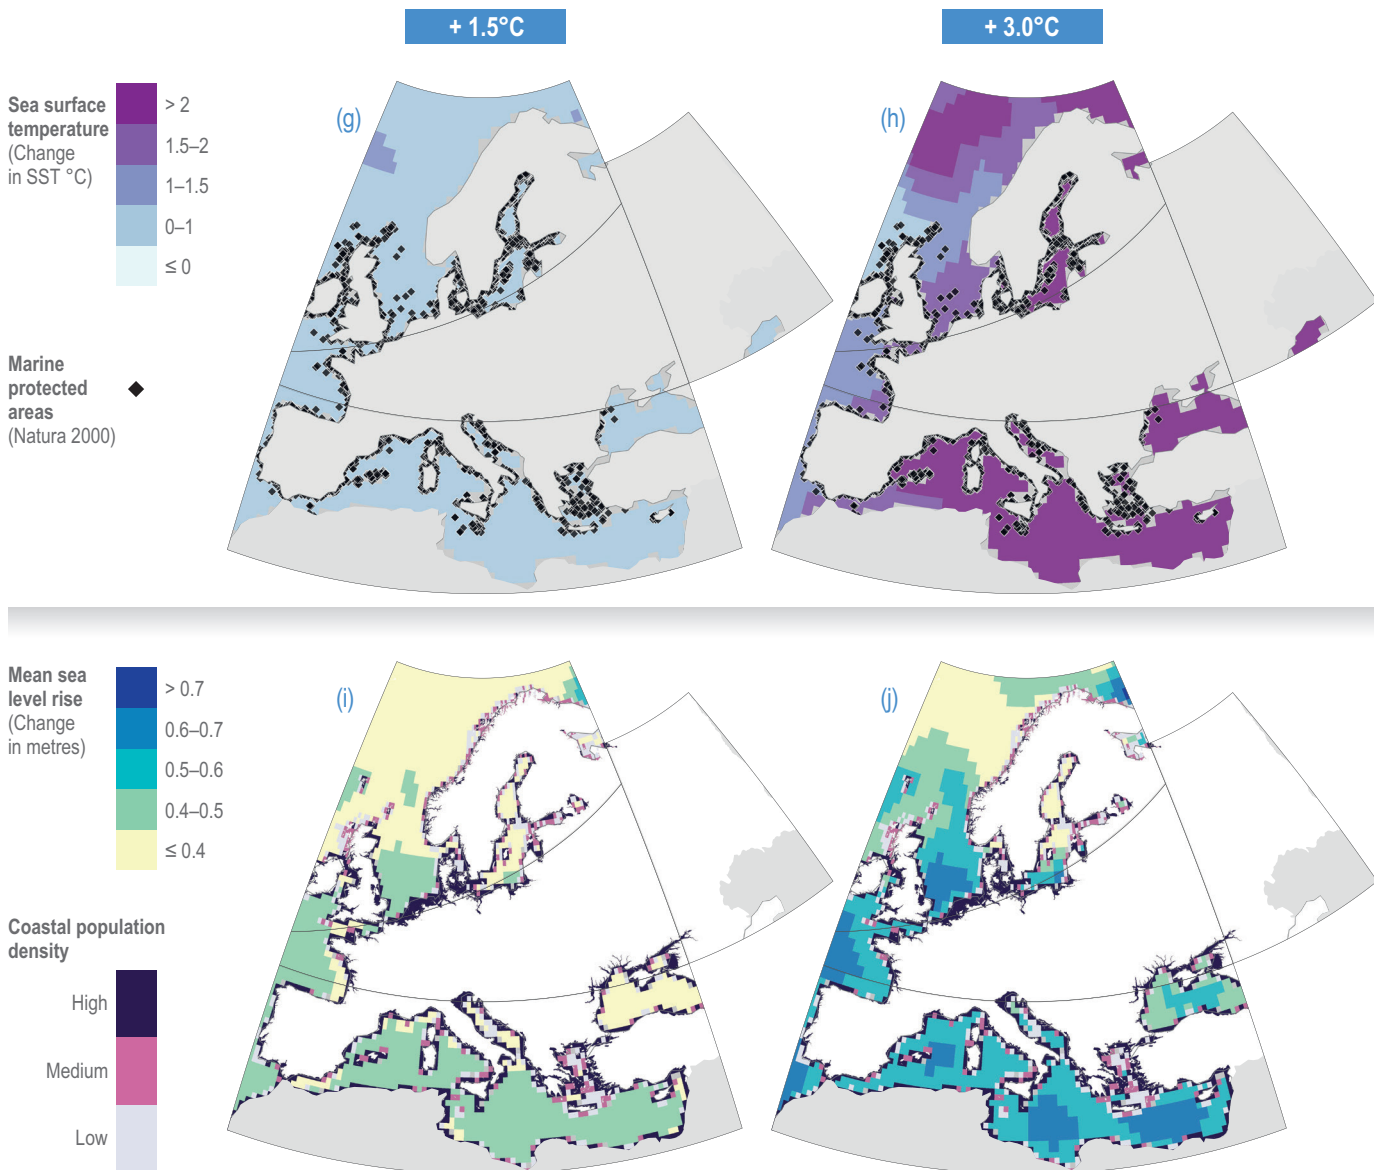 + 1.5°C
+ 3.0°C
Sea surface
temperature
(Change
in SST °C)
> 2
1.5–2
1–1.5
0–1
≤ 0
(g)
(h)
Marine
protected
areas
(Natura 2000)
Mean sea
level rise
(Change
in metres)
> 0.7
0.6–0.7
0.5–0.6
0.4–0.5
≤ 0.4
(i)
(j)
Coastal population
density
High
Medium
Low